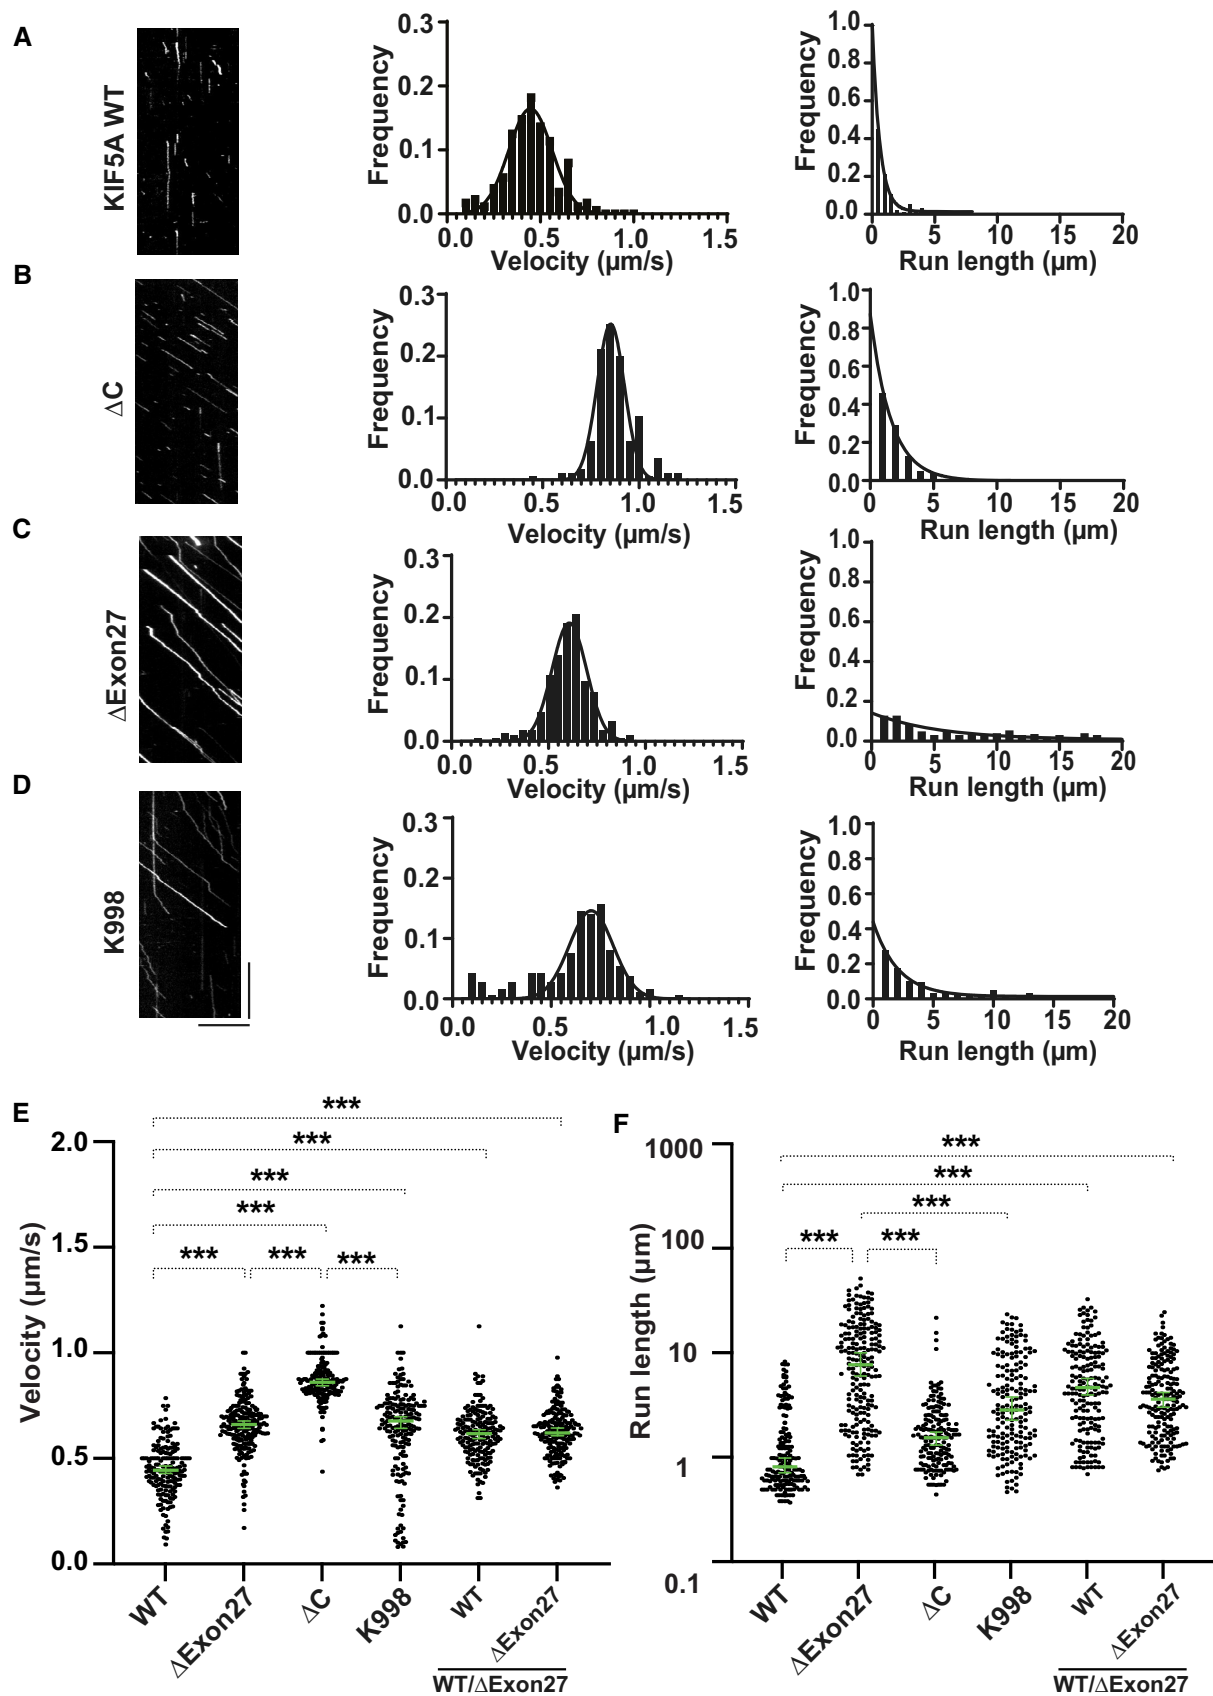 A
KIF5A WT
0.3
0.2
0.1
0.0
Frequency
0.0 0.5 1.0 1.5
Velocity (µm/s)
1.0
0.8
0.6
0.4
0.2
0.0
Frequency
0 5 10 15 20
Run length (µm)
B
ΔC
0.3
0.2
0.1
0.0
Frequency
0.0 0.5 1.0 1.5
Velocity (µm/s)
1.0
0.8
0.6
0.4
0.2
0.0
Frequency
0 5 10 15 20
Run length (µm)
C
ΔExon27
0.3
0.2
0.1
0.0
Frequency
0.0 0.5 1.0 1.5
Velocity (µm/s)
1.0
0.8
0.6
0.4
0.2
0.0
Frequency
0 5 10 15 20
Run length (µm)
D
K998
0.3
0.2
0.1
0.0
Frequency
0.0 0.5 1.0 1.5
Velocity (µm/s)
1.0
0.8
0.6
0.4
0.2
0.0
Frequency
0 5 10 15 20
Run length (µm)
E
***
***
***
***
*** *** ***
2.0
1.5
1.0
0.5
0.0
Velocity (µm/s)
WT ΔExon27 ΔC K998 WT ΔExon27
WT/ΔExon27
F
***
***
***
*** ***
1000
100
10
1
0.1
Run length (µm)
WT ΔExon27 ΔC K998 WT ΔExon27
WT/ΔExon27